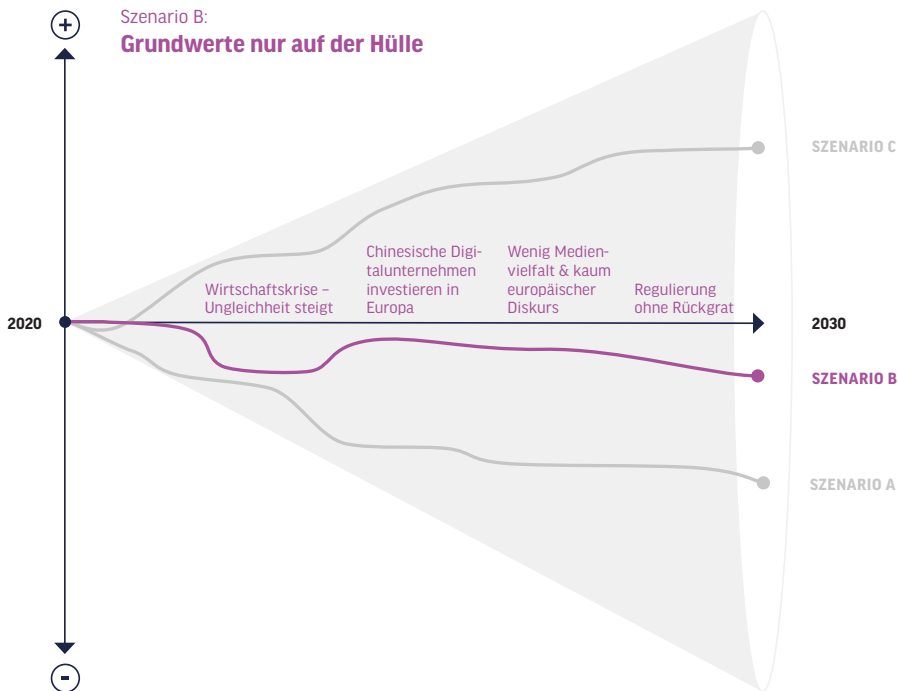 +
Szenario B:
Grundwerte nur auf der Hülle
SZENARIO C
Wirtschaftskrise –
Ungleichheit steigt
Chinesische Digi-
talunternehmen
investieren in
Europa
Wenig Medien-
vielfalt & kaum
europäischer
Diskurs
Regulierung
ohne Rückgrat
2020
2030
SZENARIO B
SZENARIO A
-